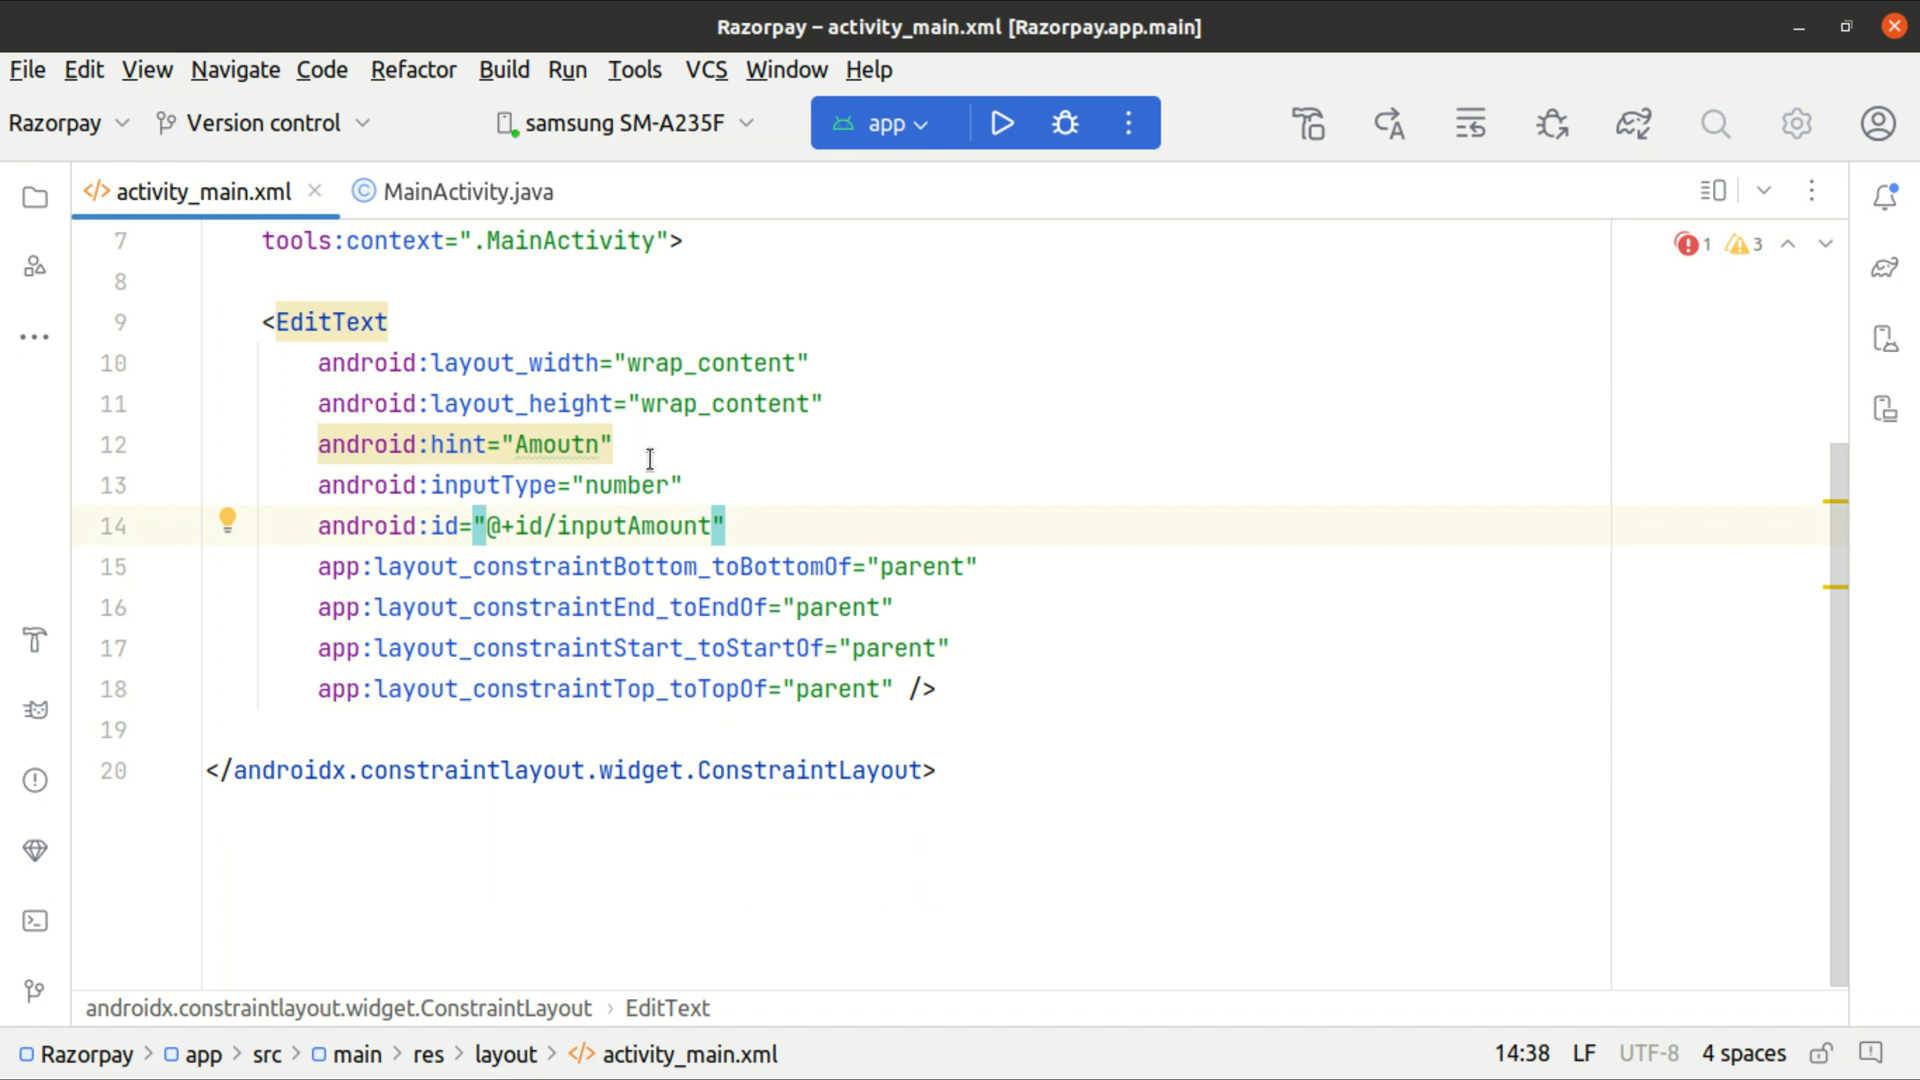 Razorpay – activity_main.xml [Razorpay.app.main]
File Edit View Navigate Code Refactor Build Run Tools VCS Window Help
Razorpay Version control samsung SM-A235F app
activity_main.xml MainActivity.java
7 tools:context=".MainActivity"> 1 3
8
9 <EditText
10 android:layout_width="wrap_content"
11 android:layout_height="wrap_content"
12 android:hint="Amoutn"
13 android:inputType="number"
14 android:id="@+id/inputAmount"
15 app:layout_constraintBottom_toBottomOf="parent"
16 app:layout_constraintEnd_toEndOf="parent"
17 app:layout_constraintStart_toStartOf="parent"
18 app:layout_constraintTop_toTopOf="parent" />
19
20 </androidx.constraintlayout.widget.ConstraintLayout>
androidx.constraintlayout.widget.ConstraintLayout › EditText
Razorpay > app > src > main > res > layout > </> activity_main.xml 14:38 LF UTF-8 4 spaces